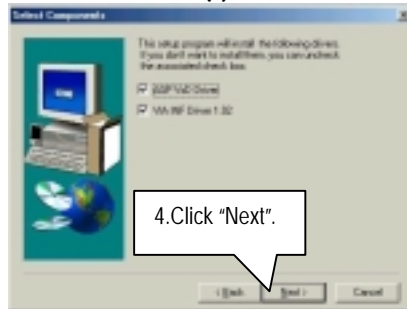 Select Components
This setup program will install the following drivers.
If you don't want to install them, you can uncheck
the associated check box.
AGP VxD Driver
VIA INF Driver 1.02
4.Click “Next”.
< Back
Next >
Cancel